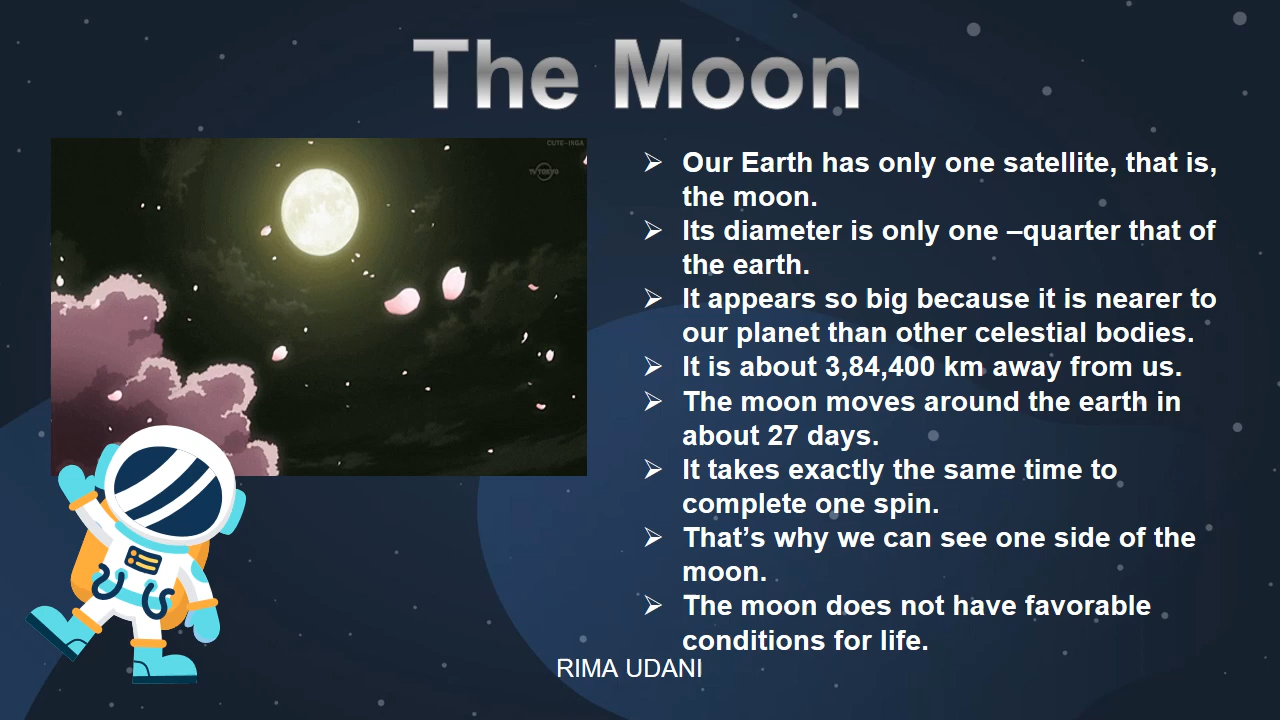 The Moon
CUTE-INGA
TV TOKYO
➢ Our Earth has only one satellite, that is,
the moon.
➢ Its diameter is only one –quarter that of
the earth.
➢ It appears so big because it is nearer to
our planet than other celestial bodies.
➢ It is about 3,84,400 km away from us.
➢ The moon moves around the earth in
about 27 days.
➢ It takes exactly the same time to
complete one spin.
➢ That’s why we can see one side of the
moon.
➢ The moon does not have favorable
conditions for life.
RIMA UDANI